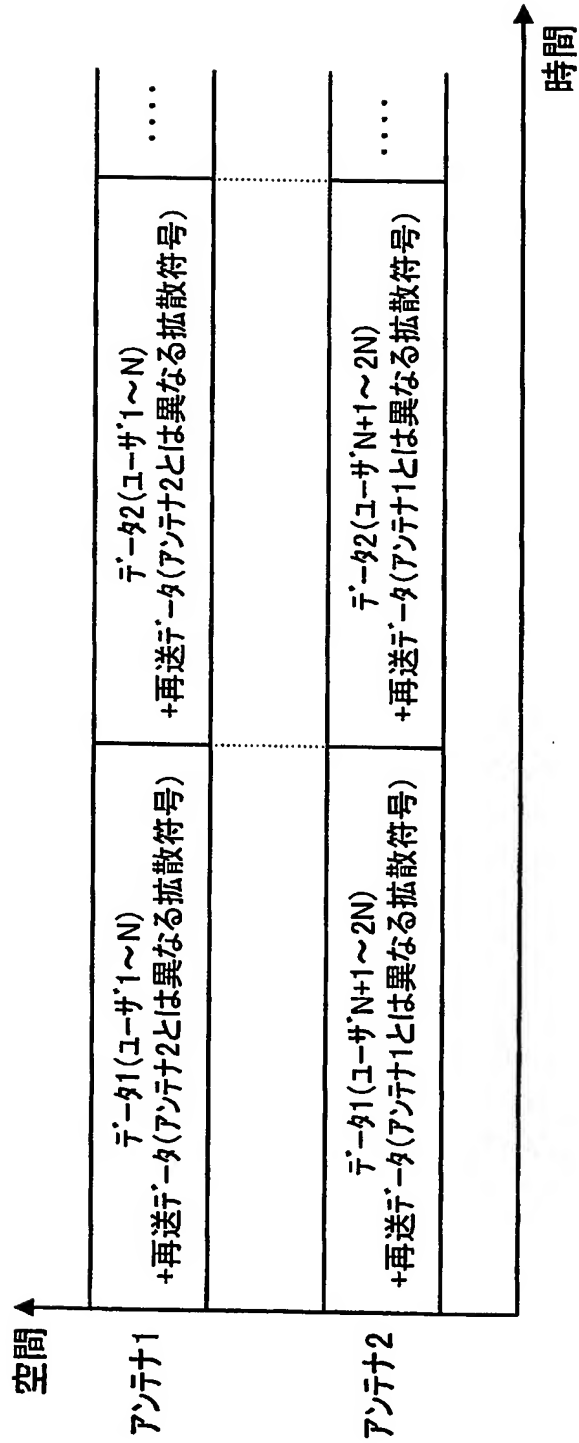 空間
アンテナ1
データ1(ユーザ1～N)
+再送データ(アンテナ2とは異なる拡散符号)
データ2(ユーザ1～N)
+再送データ(アンテナ2とは異なる拡散符号)
‥‥
アンテナ2
データ1(ユーザN+1～2N)
+再送データ(アンテナ1とは異なる拡散符号)
データ2(ユーザN+1～2N)
+再送データ(アンテナ1とは異なる拡散符号)
‥‥
時間